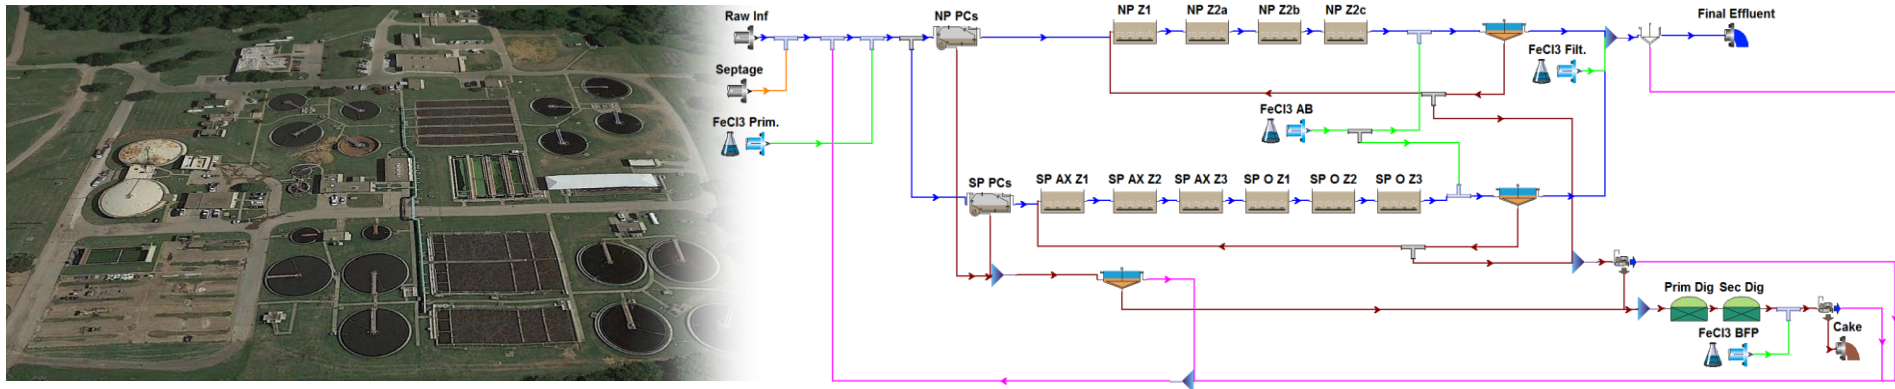 Raw Inf
NP PCs
NP Z1
NP Z2a
NP Z2b
NP Z2c
Final Effluent
FeCl3 Filt.
Septage
FeCl3 AB
FeCl3 Prim.
SP PCs
SP AX Z1
SP AX Z2
SP AX Z3
SP O Z1
SP O Z2
SP O Z3
Prim Dig
Sec Dig
Cake
FeCl3 BFP